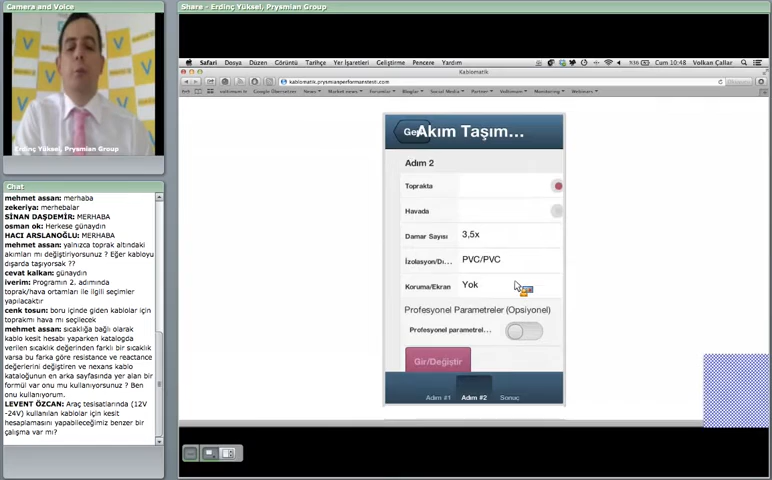 Camera and Voice
Erdinç Yüksel, Prysmian Group
Chat
mehmet assan: merhaba
zekeriya: merhebalar
SİNAN DAŞDEMİR: MERHABA
osman ok: Herkese günaydın
HACI ARSLANOĞLU: MERHABA
mehmet assan: yalnızca toprak altındaki
akımları mı değiştiriyorsunuz ? Eğer kabloyu
dışarda taşıyorsak ??
cevat kalkan: günaydın
iverim: Programın 2. adımında
toprak/hava ortamları ile ilgili seçimler
yapılacaktır
cenk tosun: boru içinde giden kablolar için
toprakmı hava mı seçilecek
mehmet assan: sıcaklığa bağlı olarak
kablo kesit hesabı yaparken katalogda
verilen sıcaklık değerinden farklı bir sıcaklık
varsa bu farka göre resistance ve reactance
değerlerini değiştiren ve nexans kablo
kataloğunun en arka sayfasında yer alan bir
formül var onu mu kullanıyorsunuz ? Ben
onu kullanıyorum.
LEVENT ÖZCAN: Araç tesisatlarında (12V
-24V) kullanılan kablolar için kesit
hesaplamasını yapabileceğimiz benzer bir
çalışma var mı?
Share - Erdinç Yüksel, Prysmian Group
Safari Dosya Düzen Görüntü Tarihçe Yer İşaretleri Geliştirme Pencere Yardım Cum 10:48 Volkan Çallar
Kablomatik
kablomatik.prysmianperformanstesti.com
Akım Taşım...
Adım 2
Toprakta
Havada
Damar Sayısı 3,5x
İzolasyon/Dı... PVC/PVC
Koruma/Ekran Yok
Profesyonel Parametreler (Opsiyonel)
Profesyonel parametrel...
Gir/Değiştir
Adım #1 Adım #2 Sonuç